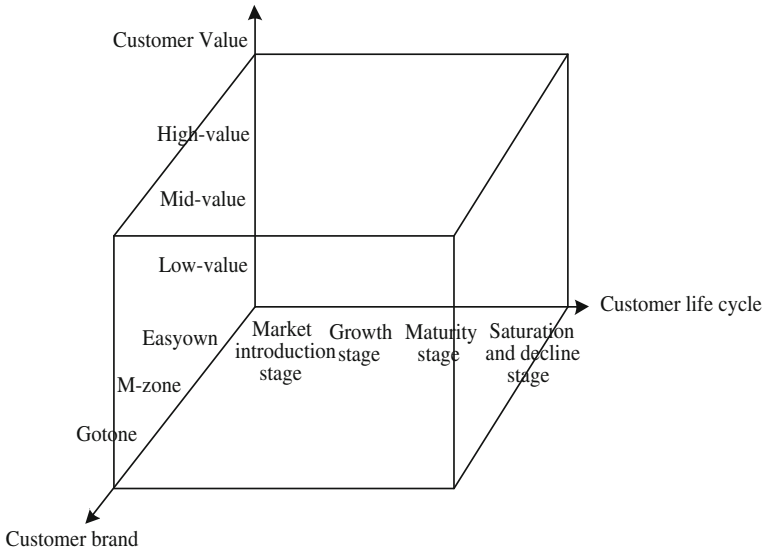 Customer Value
High-value
Mid-value
Low-value
Customer life cycle
Market
introduction
stage
Growth
stage
Maturity
stage
Saturation
and decline
stage
Easyown
M-zone
Gotone
Customer brand